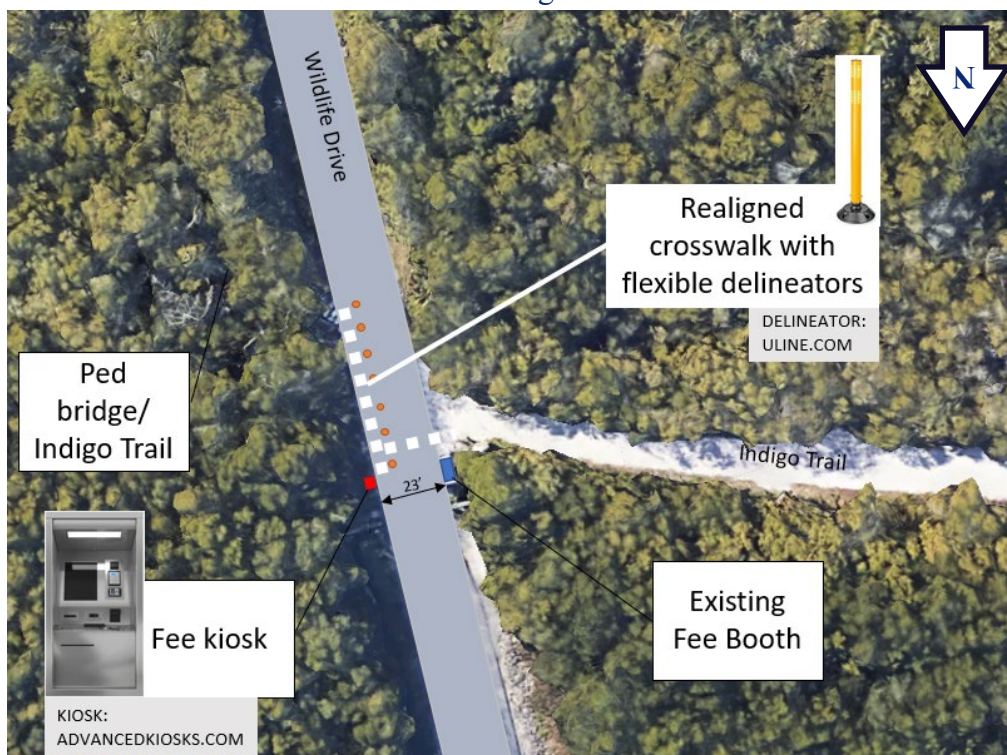 Wildlife Drive
N
Realigned
crosswalk with
flexible delineators
DELINEATOR:
ULINE.COM
Ped
bridge/
Indigo Trail
Indigo Trail
23'
Fee kiosk
Existing
Fee Booth
KIOSK:
ADVANCEDKIOSKS.COM